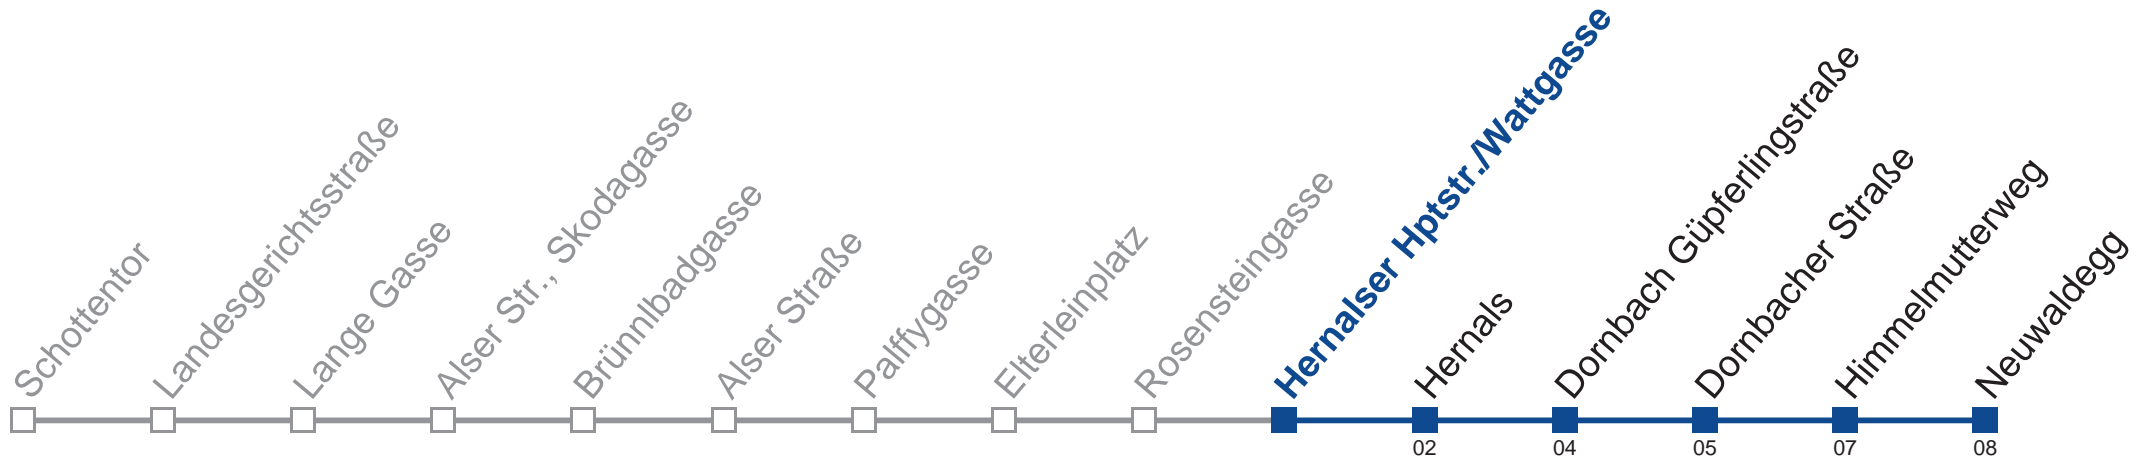 Schottentor
Landesgerichtsstraße
Lange Gasse
Alser Str., Skodagasse
Brünnlbadgasse
Alser Straße
Palffygasse
Elterleinplatz
Rosensteingasse
Hernalser Hptstr./Wattgasse
Hernals
Dornbach Güpferlingstraße
Dornbacher Straße
Himmelmutterweg
Neuwaldegg
02 04 05 07 08